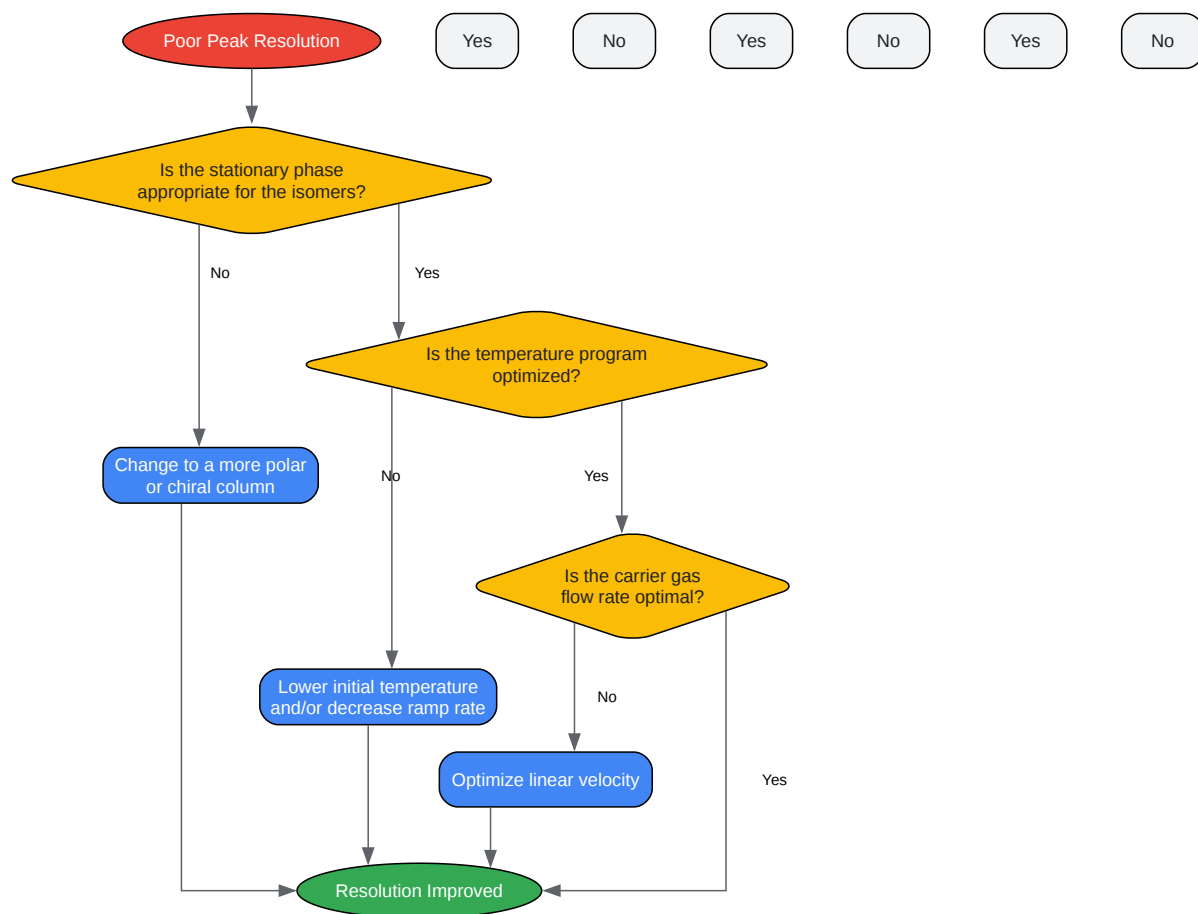 Poor Peak Resolution
Yes
No
Yes
No
Yes
No
Is the stationary phase
appropriate for the isomers?
No
Yes
Is the temperature program
optimized?
Change to a more polar
or chiral column
No
Yes
Is the carrier gas
flow rate optimal?
Lower initial temperature
and/or decrease ramp rate
No
Optimize linear velocity
Yes
Resolution Improved